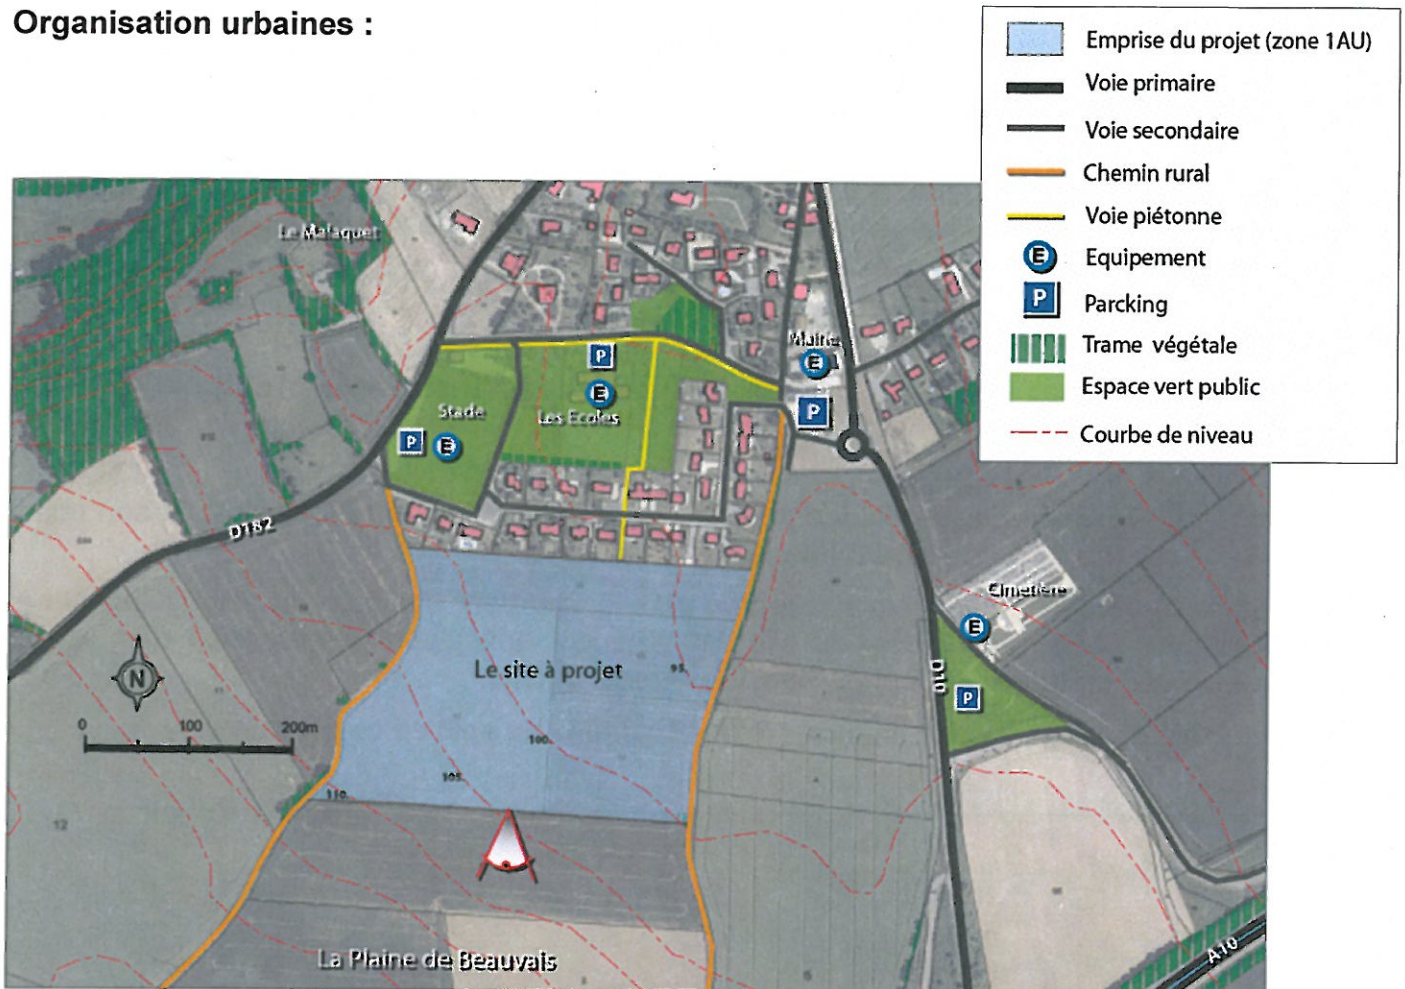 Organisation urbaines :
Emprise du projet (zone 1AU)
Voie primaire
Voie secondaire
Chemin rural
Voie piétonne
E Equipement
P Parcking
Trame végétale
Espace vert public
Courbe de niveau
Le Malaquet
Mairie
E
P
P
E
Les Ecoles
Stade
P
E
D132
Cimetière
E
D10
P
N
0 100 200m
Le site à projet
95.
100.
105.
110.
12
La Plaine de Beauvais
A10